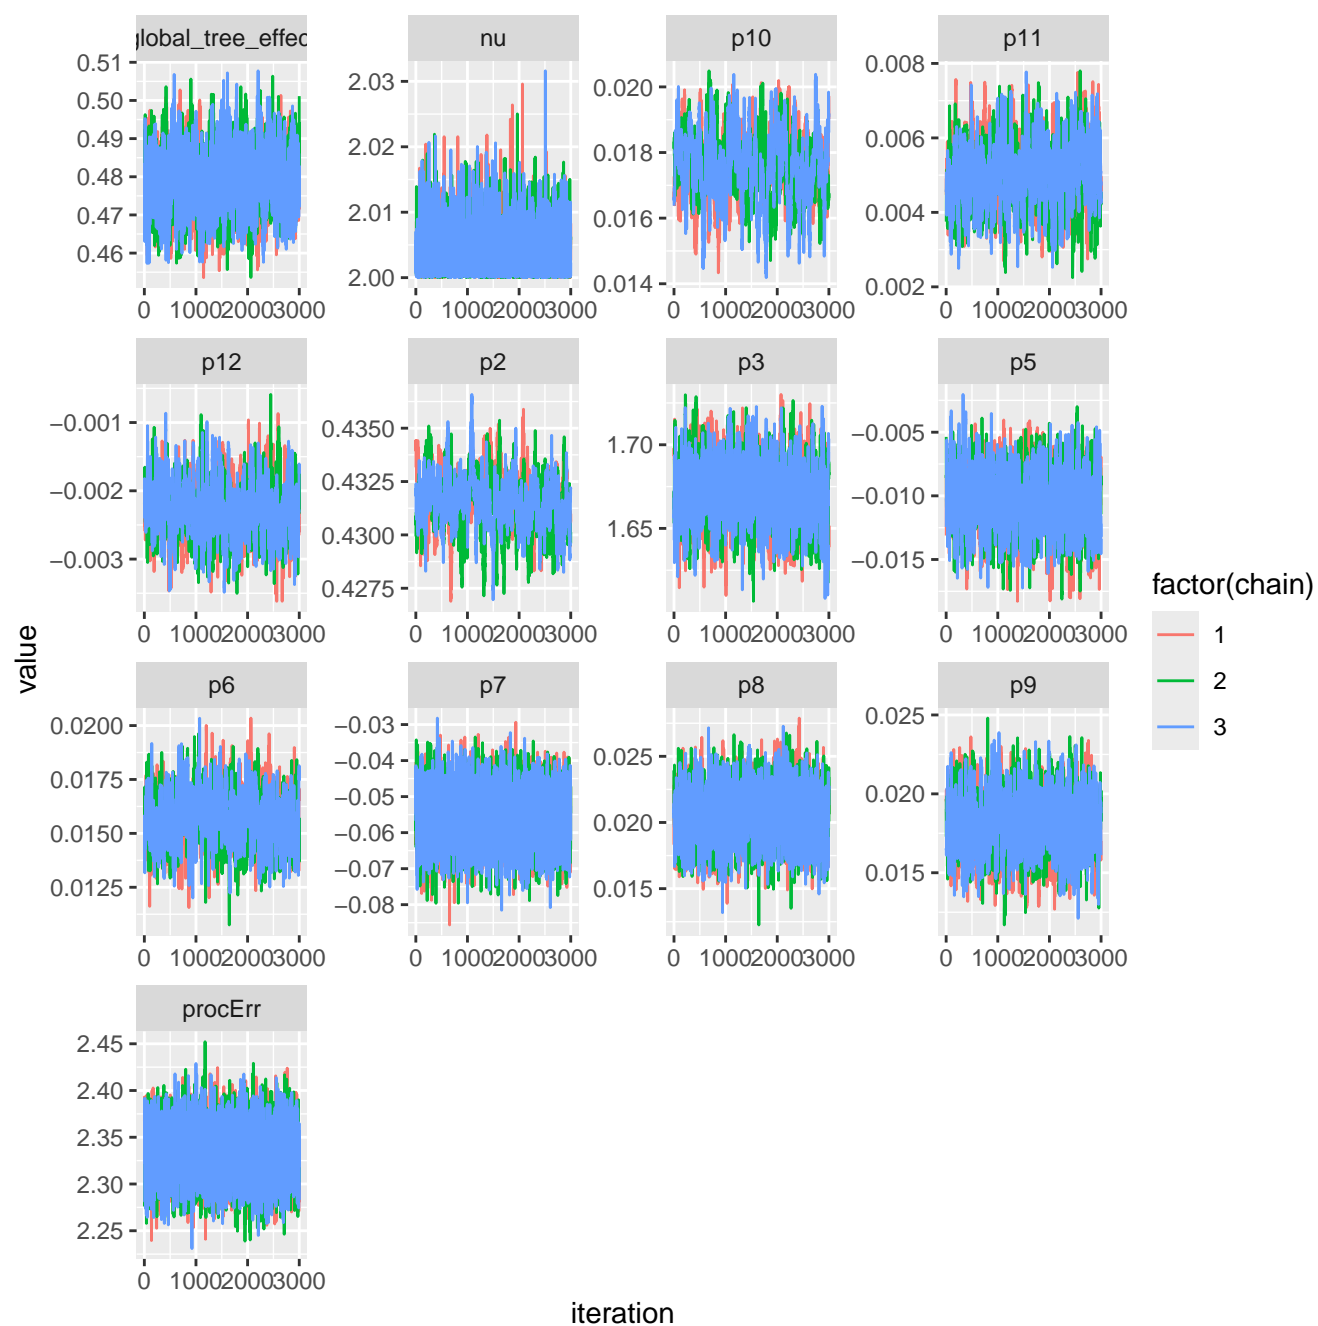 global_tree_effec
nu
p10
p11
0.51
0.50
0.49
0.48
0.47
0.46
2.03
2.02
2.01
2.00
0.020
0.018
0.016
0.014
0.008
0.006
0.004
0.002
0 1000 2000 3000
0 1000 2000 3000
0 1000 2000 3000
0 1000 2000 3000
p12
p2
p3
p5
−0.001
−0.002
−0.003
0.4350
0.4325
0.4300
0.4275
1.70
1.65
−0.005
−0.010
−0.015
0 1000 2000 3000
0 1000 2000 3000
0 1000 2000 3000
0 1000 2000 3000
p6
p7
p8
p9
0.0200
0.0175
0.0150
0.0125
−0.03
−0.04
−0.05
−0.06
−0.07
−0.08
0.025
0.020
0.015
0.025
0.020
0.015
0 1000 2000 3000
0 1000 2000 3000
0 1000 2000 3000
0 1000 2000 3000
procErr
2.45
2.40
2.35
2.30
2.25
0 1000 2000 3000
iteration
value
factor(chain)
1
2
3